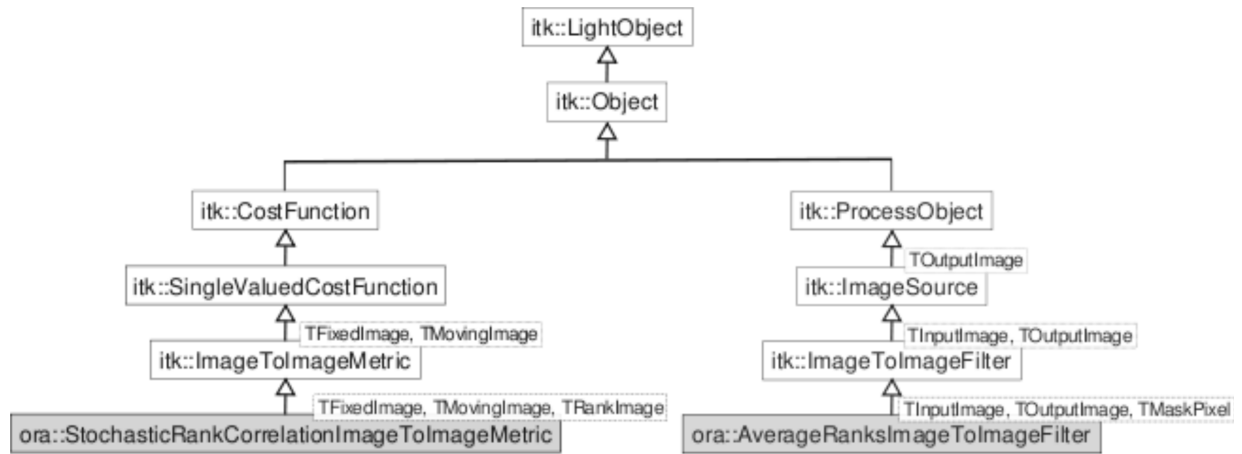 itk::LightObject
itk::Object
itk::CostFunction
itk::ProcessObject
TOutputImage
itk::SingleValuedCostFunction
itk::ImageSource
TFixedImage, TMovingImage
TInputImage, TOutputImage
itk::ImageToImageMetric
itk::ImageToImageFilter
TFixedImage, TMovingImage, TRankImage
TInputImage, TOutputImage, TMaskPixel
ora::StochasticRankCorrelationImageToImageMetric
ora::AverageRanksImageToImageFilter